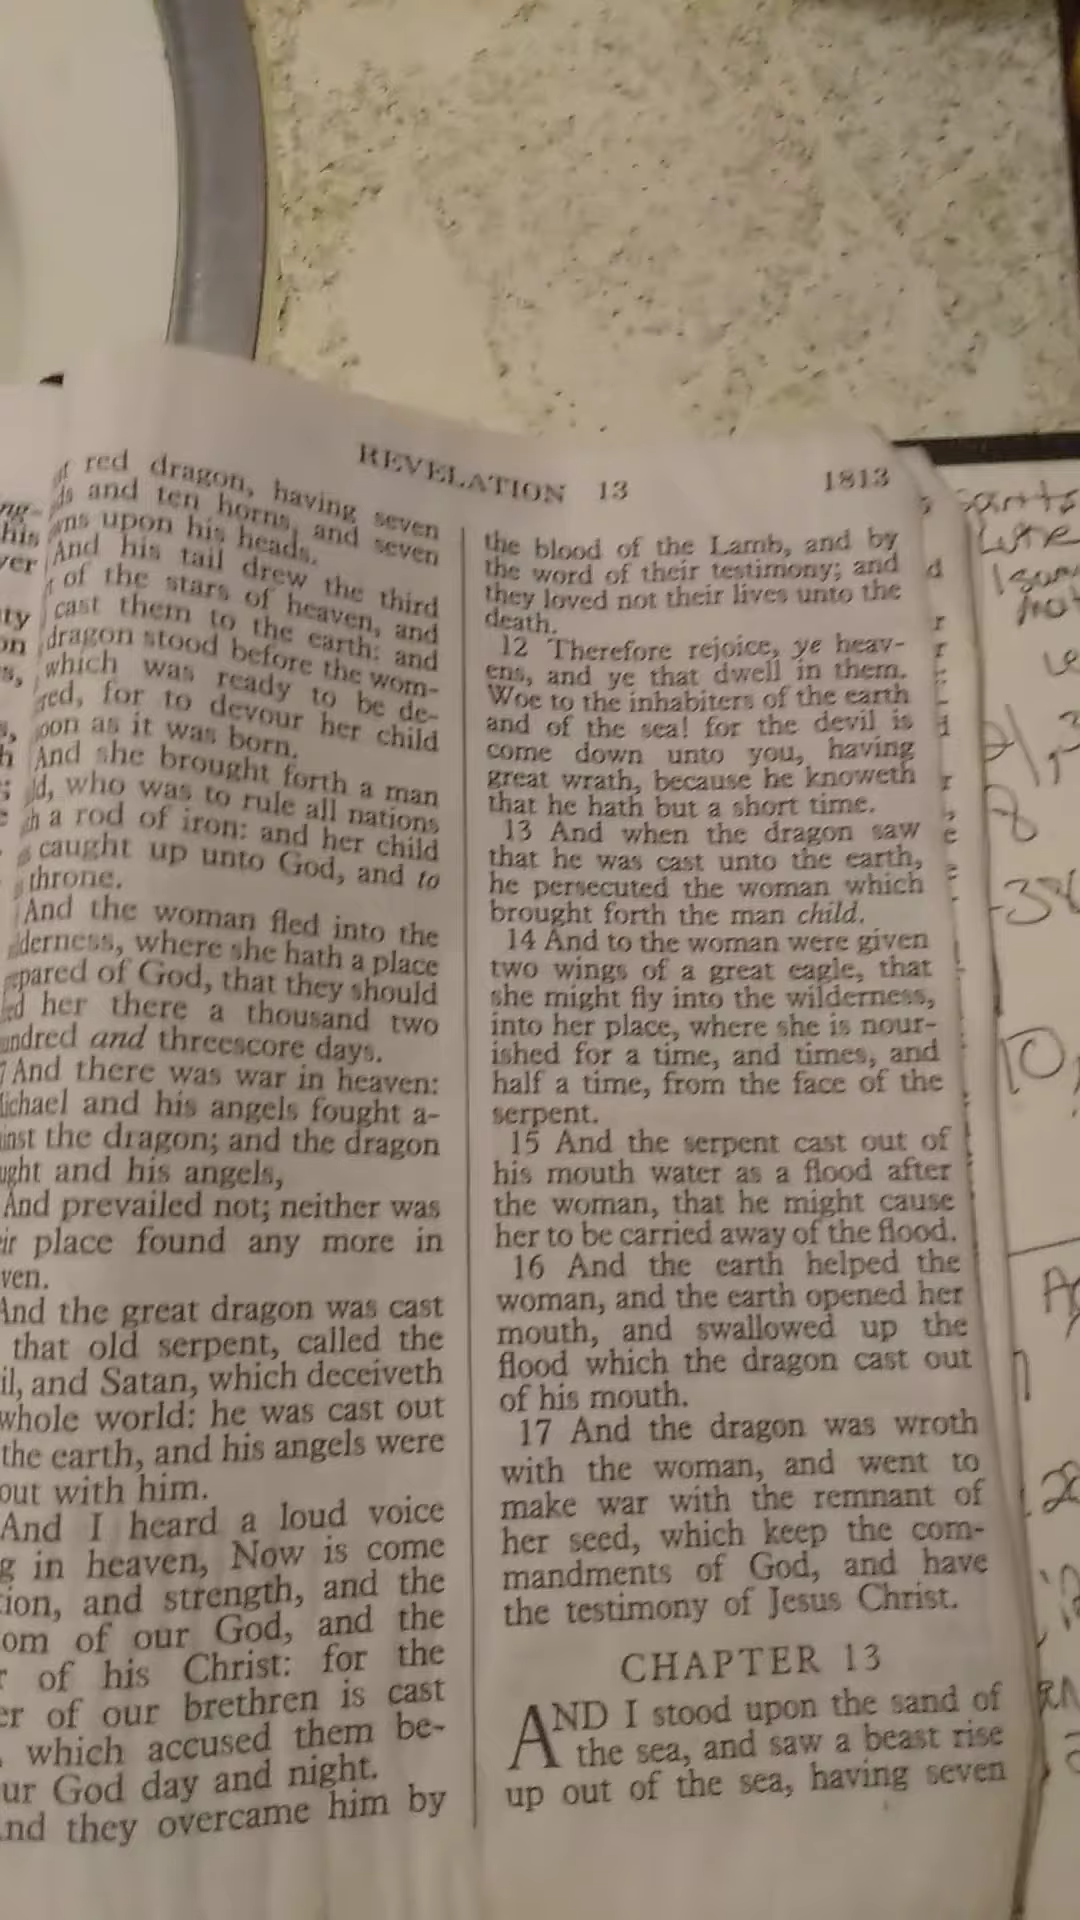 REVELATION 13 1813
red dragon, having seven
and ten horns, and seven
upon his heads.
And his tail drew the third
of the stars of heaven, and
cast them to the earth: and
dragon stood before the wom-
which was ready to be de-
for to devour her child
as it was born.
And she brought forth a man
who was to rule all nations
a rod of iron: and her child
caught up unto God, and to
throne.
And the woman fled into the
where she hath a place
of God, that they should
her there a thousand two
and threescore days.
And there was war in heaven:
and his angels fought a-
the dragon; and the dragon
and his angels,
And prevailed not; neither was
place found any more in
And the great dragon was cast
that old serpent, called the
and Satan, which deceiveth
whole world: he was cast out
the earth, and his angels were
out with him.
And I heard a loud voice
in heaven, Now is come
and strength, and the
of our God, and the
of his Christ: for the
of our brethren is cast
which accused them be-
God day and night.
they overcame him by
the blood of the Lamb, and by
the word of their testimony; and
they loved not their lives unto the
death.
12 Therefore rejoice, ye heav-
ens, and ye that dwell in them.
Woe to the inhabiters of the earth
and of the sea! for the devil is
come down unto you, having
great wrath, because he knoweth
that he hath but a short time.
13 And when the dragon saw
that he was cast unto the earth,
he persecuted the woman which
brought forth the man child.
14 And to the woman were given
two wings of a great eagle, that
she might fly into the wilderness,
into her place, where she is nour-
ished for a time, and times, and
half a time, from the face of the
serpent.
15 And the serpent cast out of
his mouth water as a flood after
the woman, that he might cause
her to be carried away of the flood.
16 And the earth helped the
woman, and the earth opened her
mouth, and swallowed up the
flood which the dragon cast out
of his mouth.
17 And the dragon was wroth
with the woman, and went to
make war with the remnant of
her seed, which keep the com-
mandments of God, and have
the testimony of Jesus Christ.
CHAPTER 13
AND I stood upon the sand of
the sea, and saw a beast rise
up out of the sea, having seven